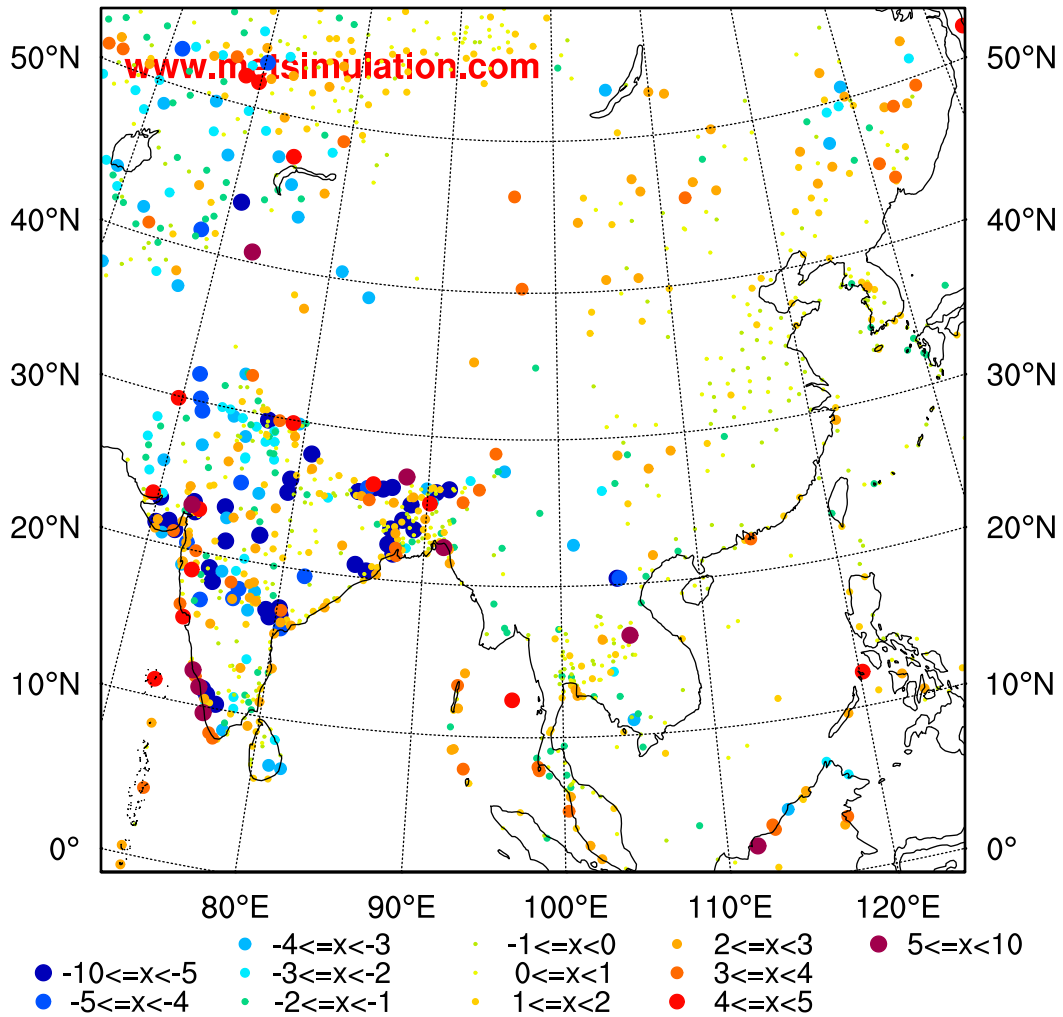 50°N 50°N
www.metsimulation.com
40°N 40°N
30°N 30°N
20°N 20°N
10°N 10°N
0° 0°
80°E 90°E 100°E 110°E 120°E
-4<=x<-3 -1<=x<0 2<=x<3 5<=x<10
-10<=x<-5 -3<=x<-2 0<=x<1 3<=x<4
-5<=x<-4 -2<=x<-1 1<=x<2 4<=x<5